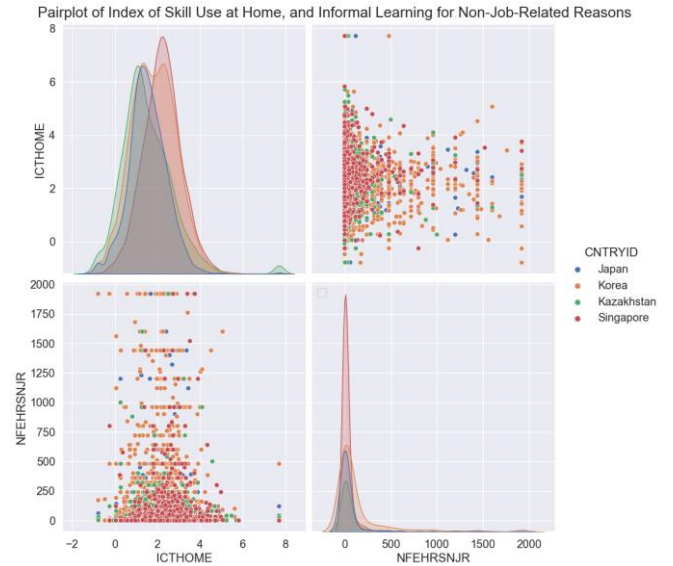 Pairplot of Index of Skill Use at Home, and Informal Learning for Non-Job-Related Reasons
8
6
4
2
0
ICTHOME
CNTRYID
Japan
Korea
Kazakhstan
Singapore
2000
1750
1500
1250
1000
750
500
250
0
NFEHRSNJR
−2 0 2 4 6 8
ICTHOME
0 500 1000 1500 2000
NFEHRSNJR